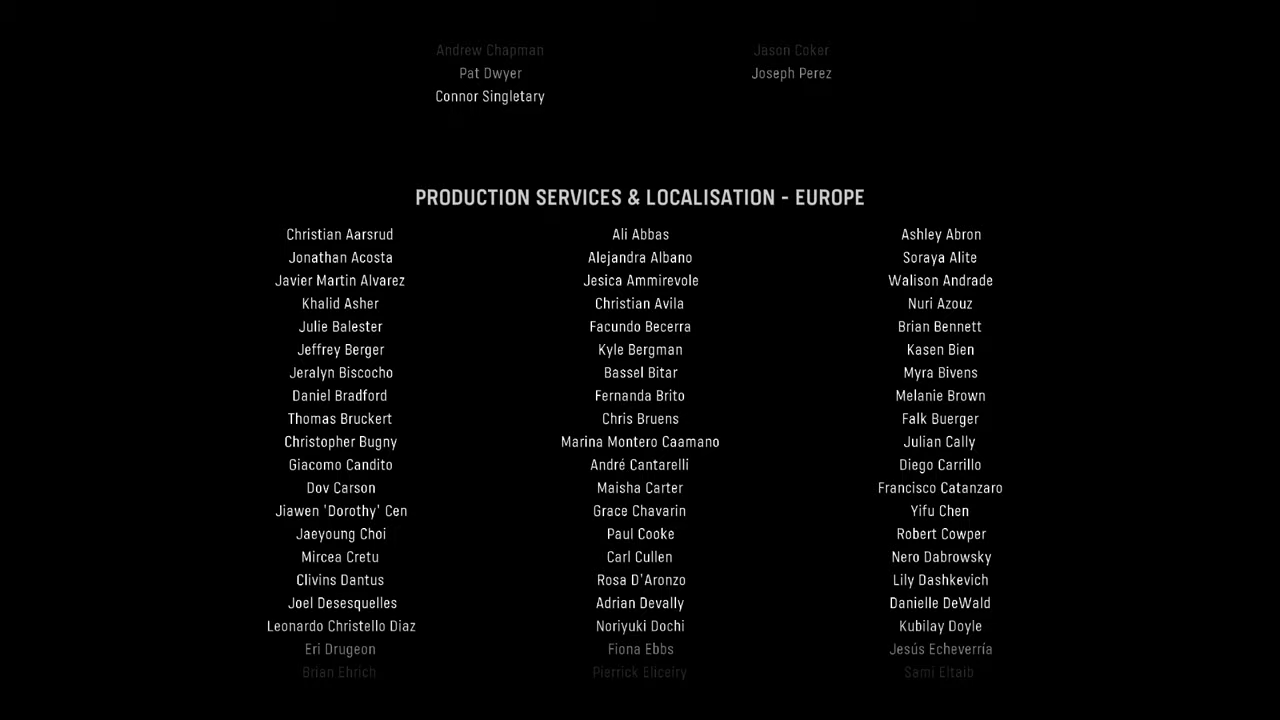 Andrew Chapman Jason Coker
Pat Dwyer Joseph Perez
Connor Singletary
PRODUCTION SERVICES & LOCALISATION - EUROPE
Christian Aarsrud Ali Abbas Ashley Abron
Jonathan Acosta Alejandra Albano Soraya Alite
Javier Martin Alvarez Jesica Ammirevole Walison Andrade
Khalid Asher Christian Avila Nuri Azouz
Julie Balester Facundo Becerra Brian Bennett
Jeffrey Berger Kyle Bergman Kasen Bien
Jeralyn Biscocho Bassel Bitar Myra Bivens
Daniel Bradford Fernanda Brito Melanie Brown
Thomas Bruckert Chris Bruens Falk Buerger
Christopher Bugny Marina Montero Caamano Julian Cally
Giacomo Candito André Cantarelli Diego Carrillo
Dov Carson Maisha Carter Francisco Catanzaro
Jiawen 'Dorothy' Cen Grace Chavarin Yifu Chen
Jaeyoung Choi Paul Cooke Robert Cowper
Mircea Cretu Carl Cullen Nero Dabrowsky
Clivins Dantus Rosa D'Aronzo Lily Dashkevich
Joel Desesquelles Adrian Devally Danielle DeWald
Leonardo Christello Diaz Noriyuki Dochi Kubilay Doyle
Eri Drugeon Fiona Ebbs Jesús Echeverría
Brian Ehrich Pierrick Eliceiry Sami Eltaib